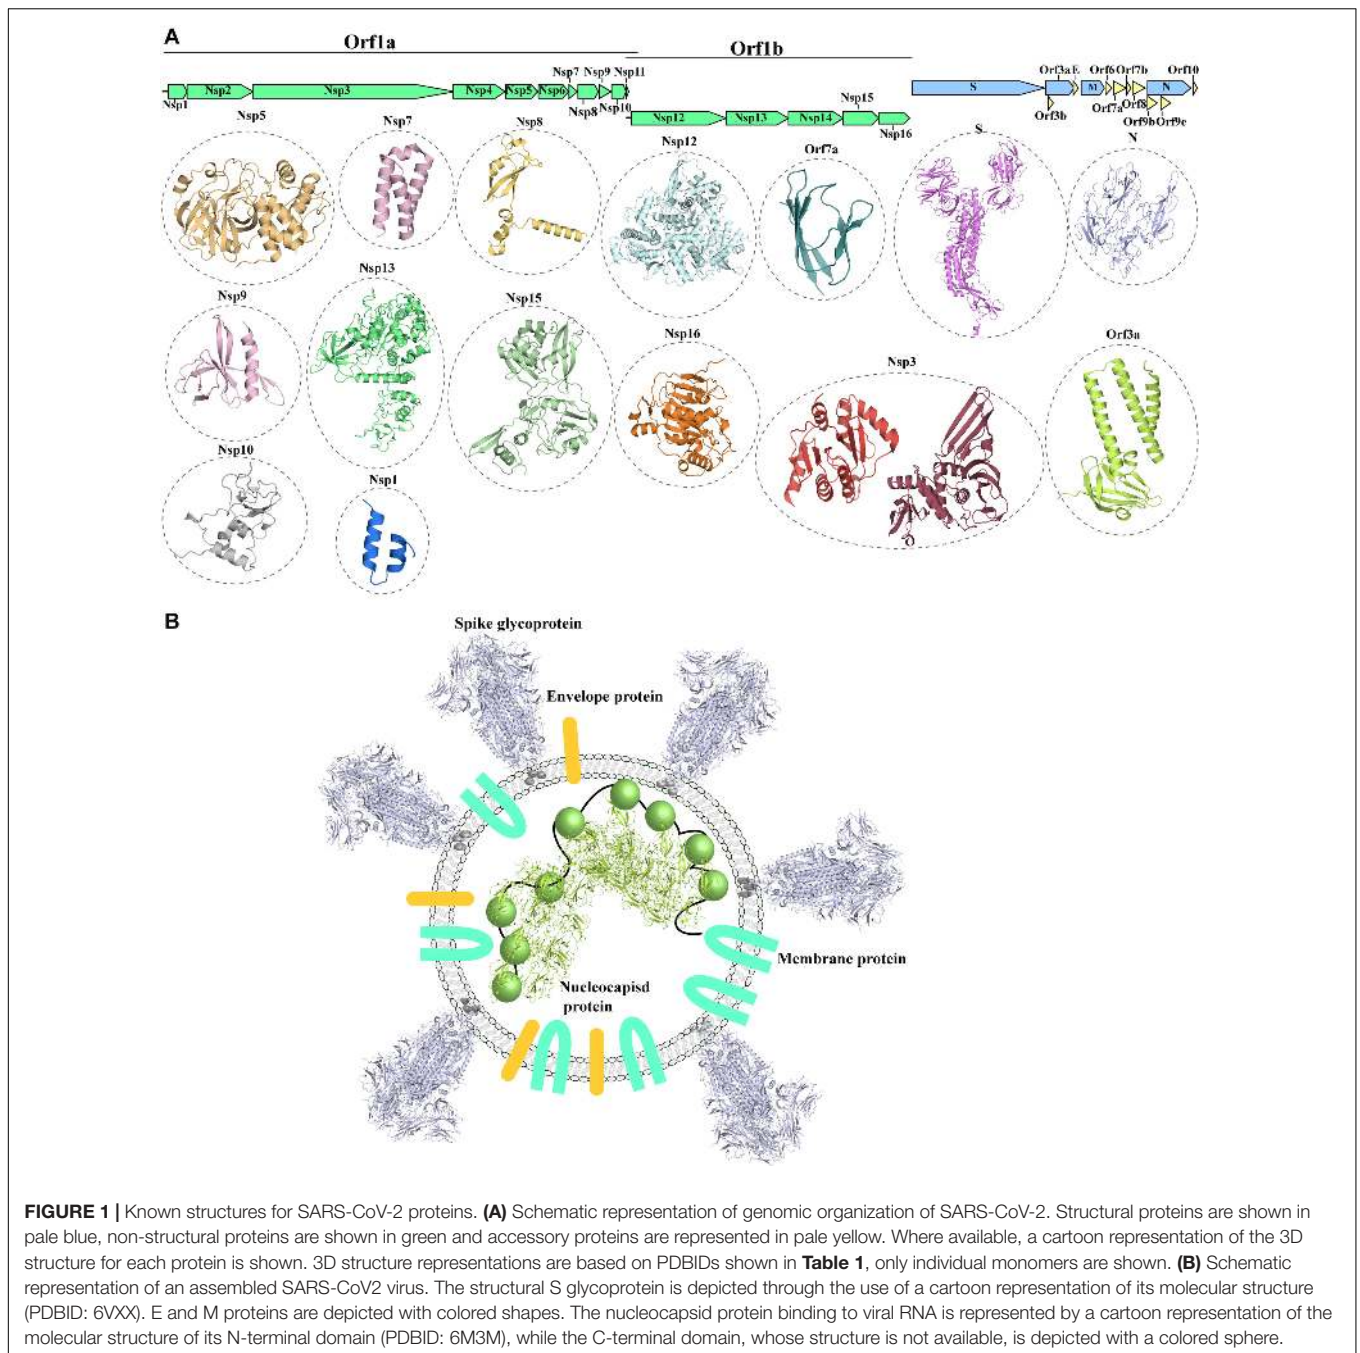 A
Orf1a
Orf1b
Nsp7 Nsp9 Nsp11
Orf3a E Orf6 Orf7b Orf10
Nsp1 Nsp2 Nsp3 Nsp4 Nsp5 Nsp6
Nsp8 Nsp10
S M N
Orf3b Orf7a Orf8
Orf9b Orf9c
Nsp15
Nsp12 Nsp13 Nsp14
Nsp16
Nsp5
Nsp7
Nsp8
Nsp12
Orf7a
S
N
Nsp9
Nsp13
Nsp15
Nsp16
Nsp3
Orf3a
Nsp10
Nsp1
B
Spike glycoprotein
Envelope protein
Membrane protein
Nucleocapisd
protein
FIGURE 1 | Known structures for SARS-CoV-2 proteins. (A) Schematic representation of genomic organization of SARS-CoV-2. Structural proteins are shown in
pale blue, non-structural proteins are shown in green and accessory proteins are represented in pale yellow. Where available, a cartoon representation of the 3D
structure for each protein is shown. 3D structure representations are based on PDBIDs shown in Table 1, only individual monomers are shown. (B) Schematic
representation of an assembled SARS-CoV2 virus. The structural S glycoprotein is depicted through the use of a cartoon representation of its molecular structure
(PDBID: 6VXX). E and M proteins are depicted with colored shapes. The nucleocapsid protein binding to viral RNA is represented by a cartoon representation of the
molecular structure of its N-terminal domain (PDBID: 6M3M), while the C-terminal domain, whose structure is not available, is depicted with a colored sphere.